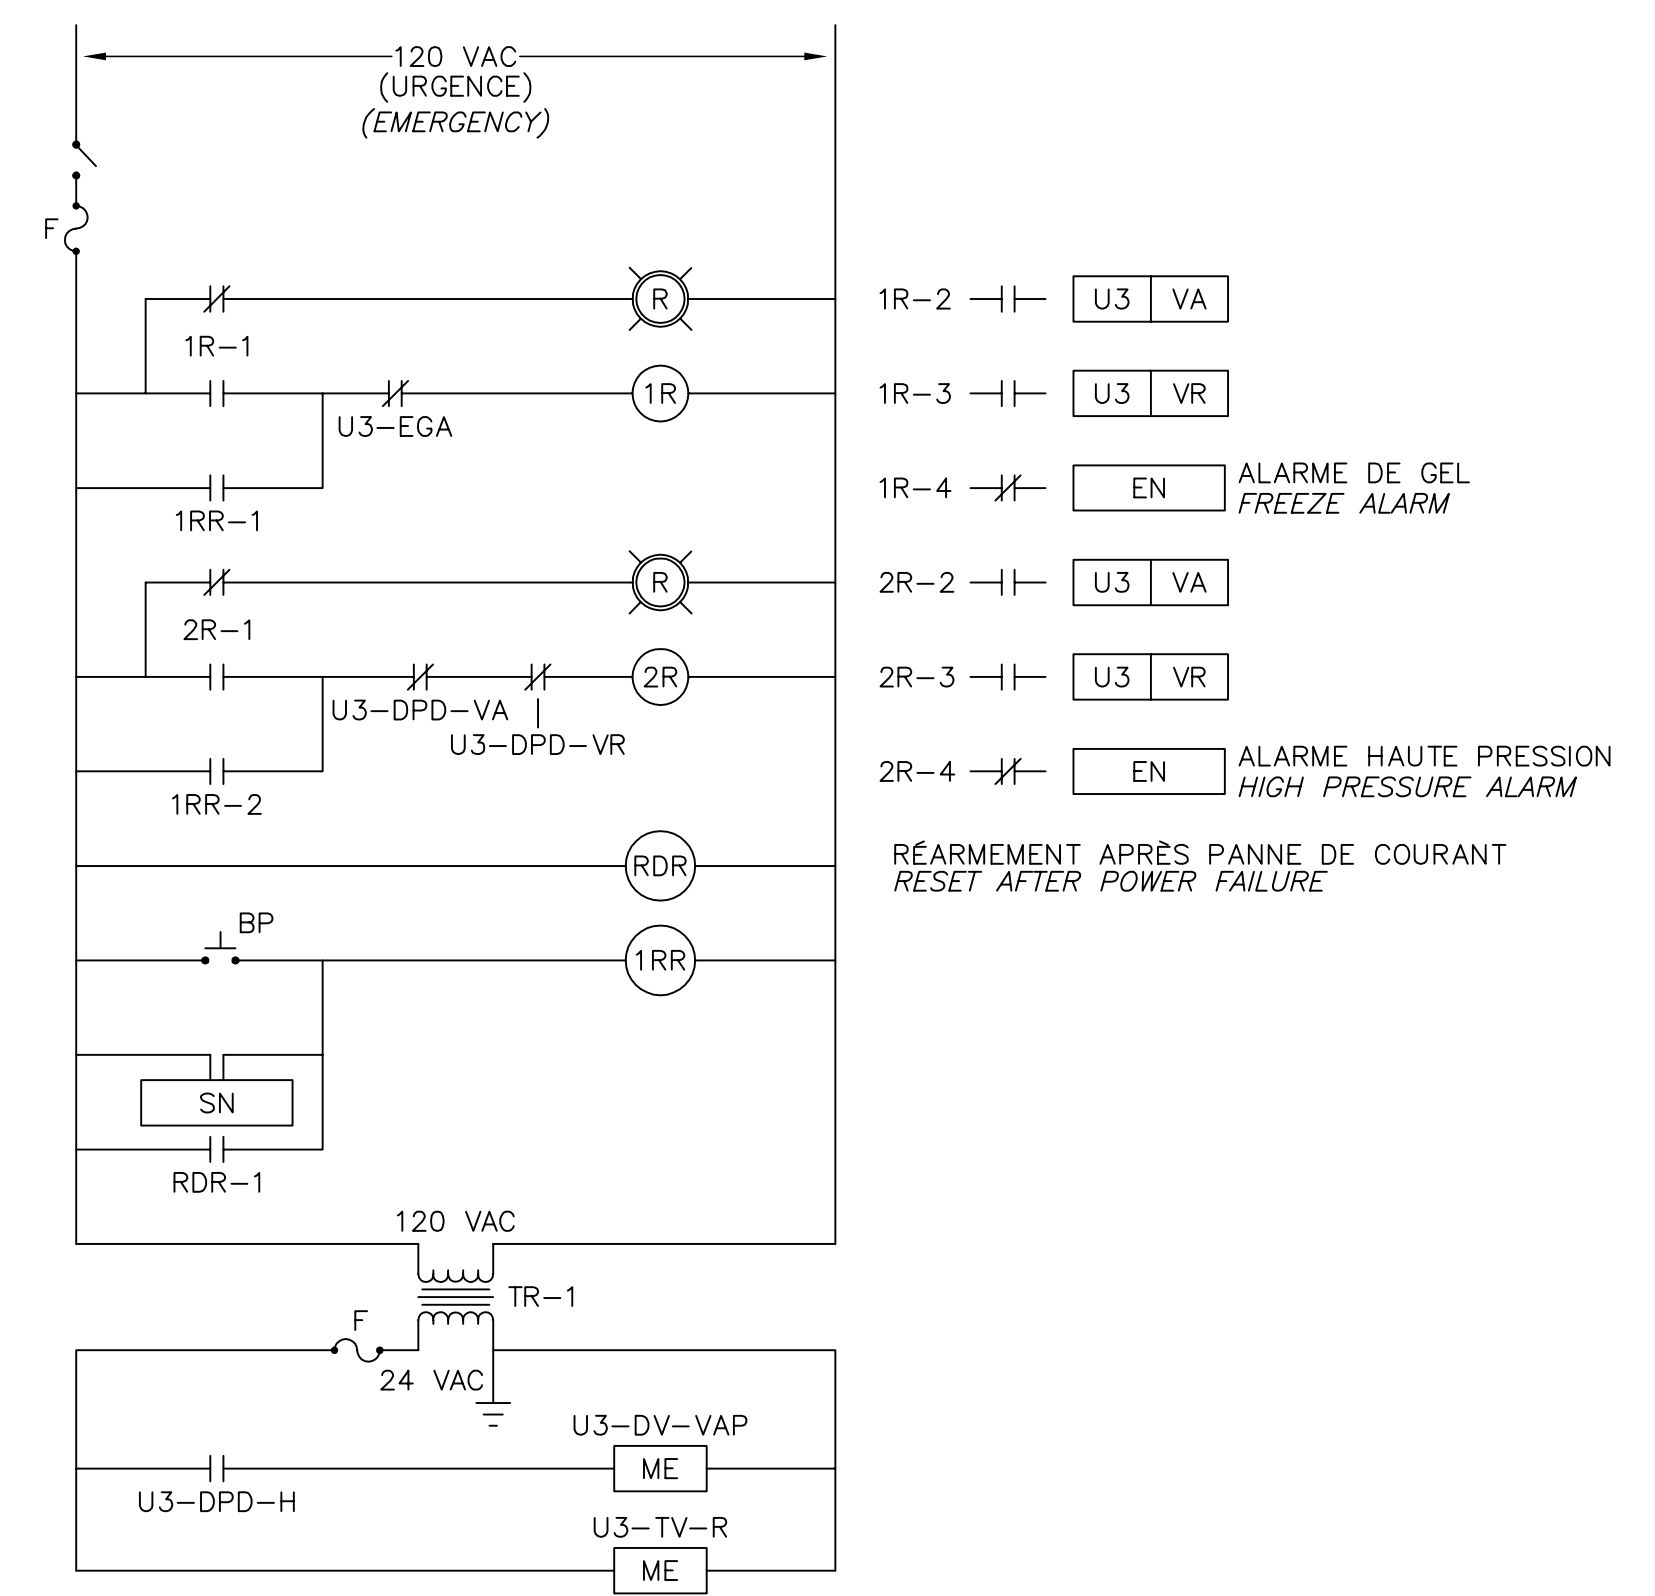 120 VAC
(URGENCE)
(EMERGENCY)
F
R
1R-2
U3 VA
1R-1
1R
1R-3
U3 VR
U3-EGA
1R-4
EN
ALARME DE GEL
FREEZE ALARM
1RR-1
R
2R-2
U3 VA
2R-1
2R
2R-3
U3 VR
U3-DPD-VA
U3-DPD-VR
2R-4
EN
ALARME HAUTE PRESSION
HIGH PRESSURE ALARM
1RR-2
RDR
RÉARMEMENT APRÈS PANNE DE COURANT
RESET AFTER POWER FAILURE
BP
1RR
SN
RDR-1
120 VAC
TR-1
F
24 VAC
U3-DV-VAP
ME
U3-DPD-H
U3-TV-R
ME